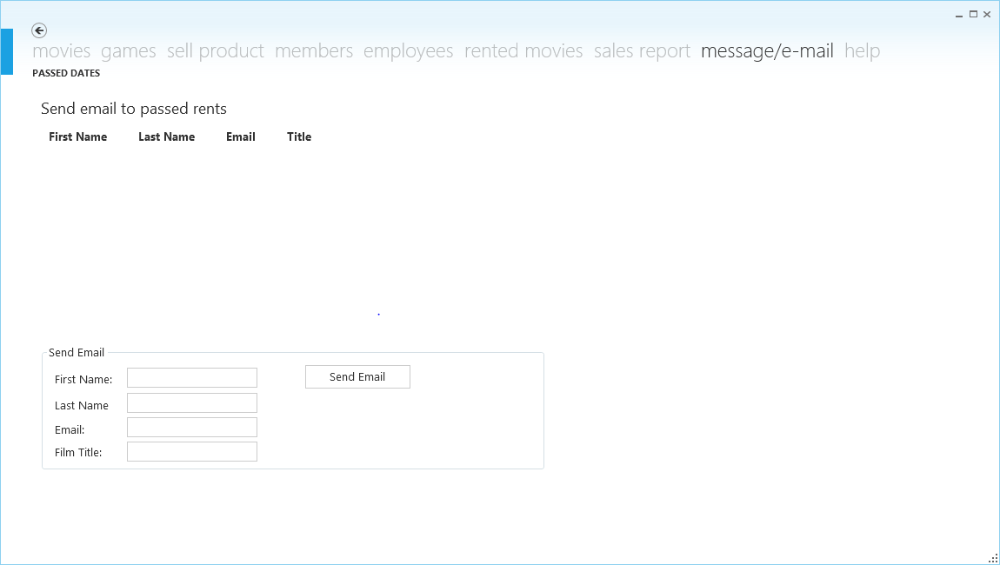 movies games sell product members employees rented movies sales report message/e-mail help
PASSED DATES
Send email to passed rents
First Name Last Name Email Title
Send Email
First Name: Send Email
Last Name
Email:
Film Title: